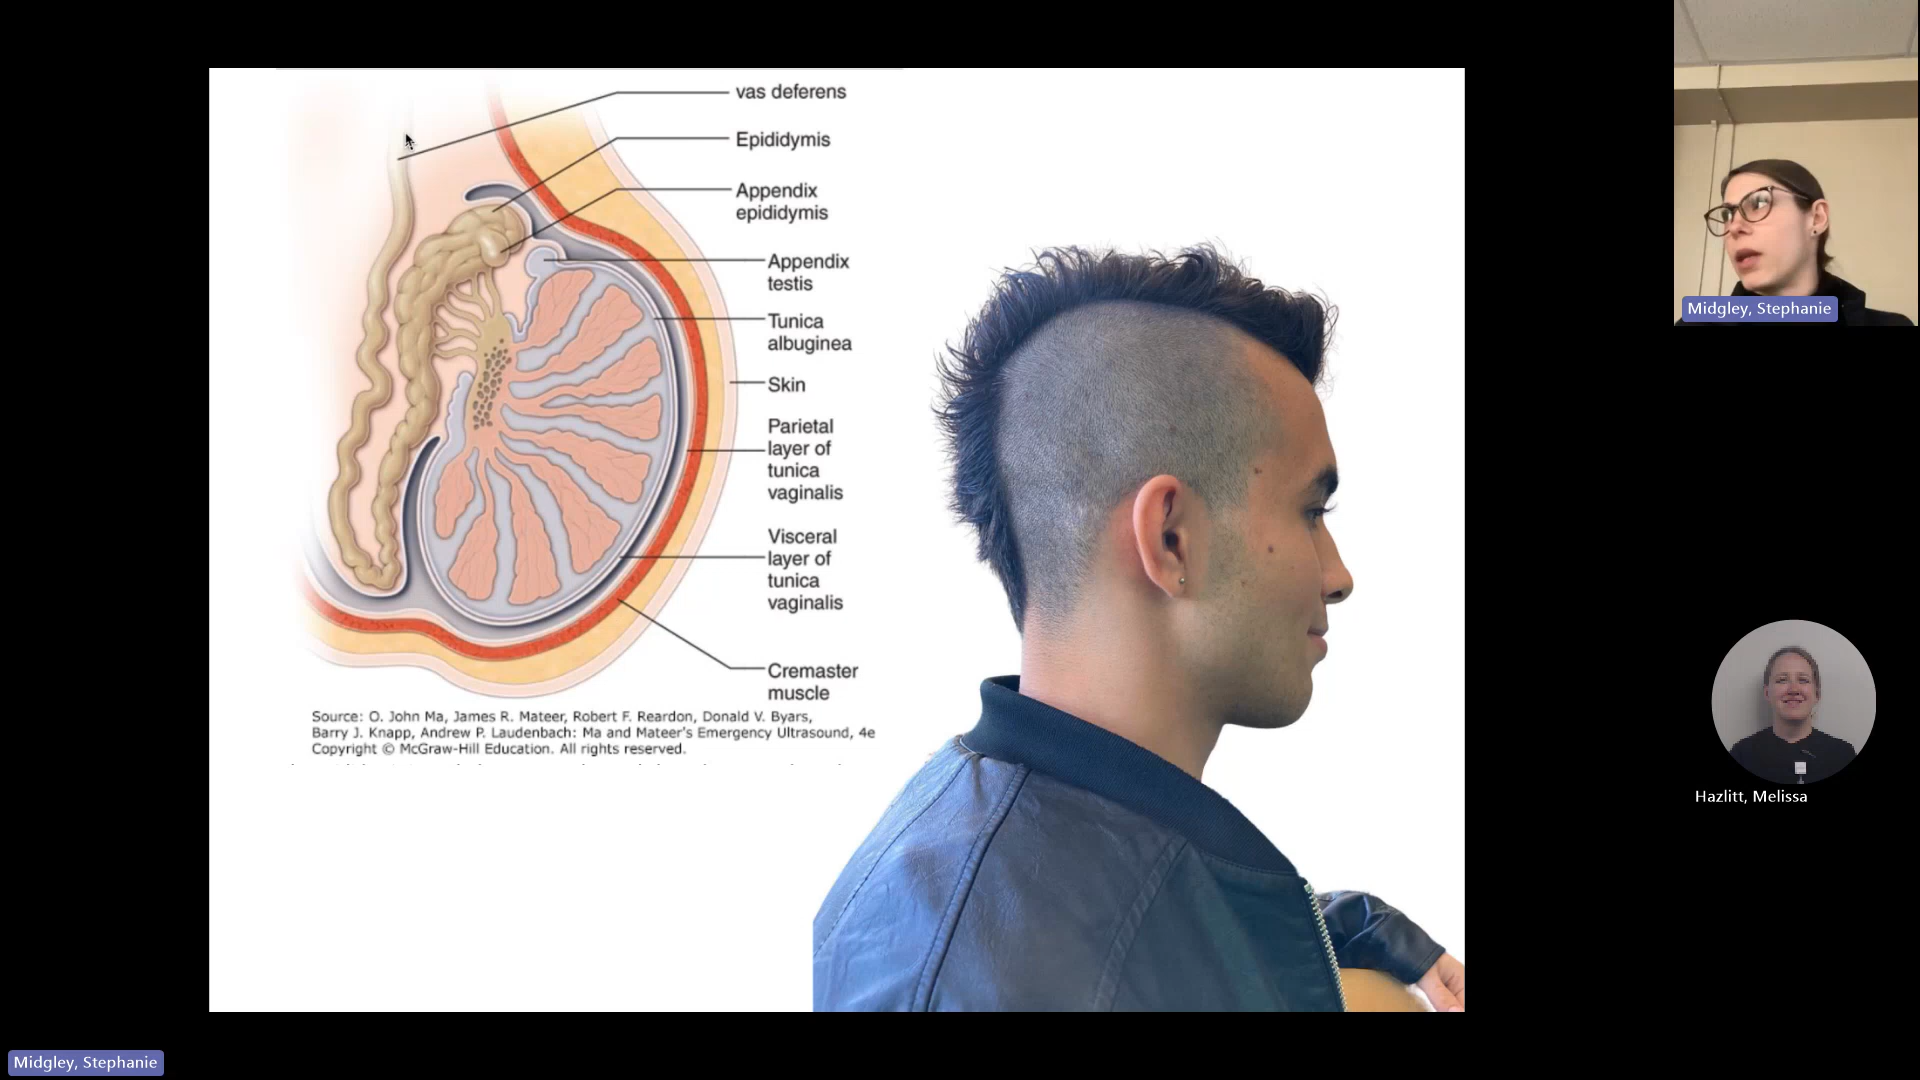 vas deferens
Epididymis
Appendix
epididymis
Appendix
testis
Tunica
albuginea
Skin
Parietal
layer of
tunica
vaginalis
Visceral
layer of
tunica
vaginalis
Cremaster
muscle
Source: O. John Ma, James R. Mateer, Robert F. Reardon, Donald V. Byars,
Barry J. Knapp, Andrew P. Laudenbach: Ma and Mateer's Emergency Ultrasound, 4e
Copyright © McGraw-Hill Education. All rights reserved.
Midgley, Stephanie
Hazlitt, Melissa
Midgley, Stephanie